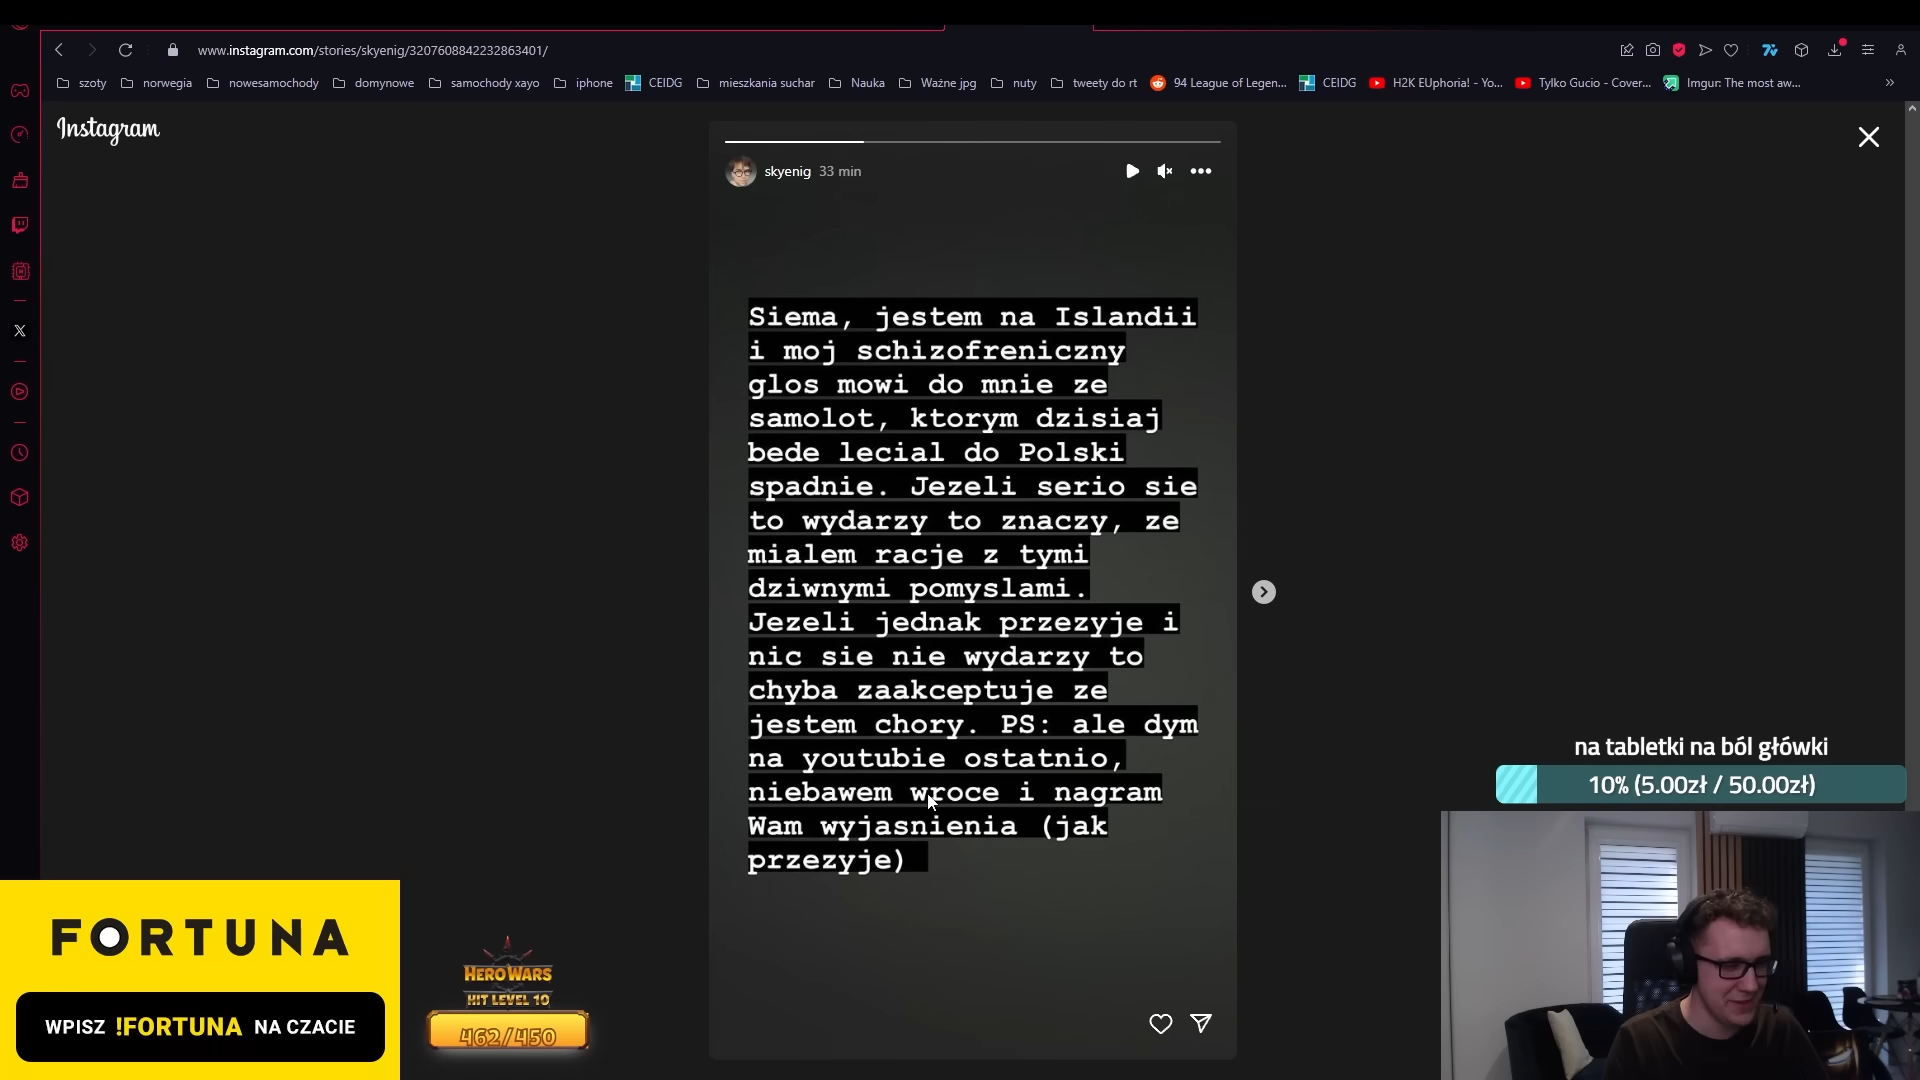 www.instagram.com/stories/skyenig/3207608842232863401/
szoty norwegia nowesamochody domynowe samochody xayo iphone CEIDG mieszkania suchar Nauka Ważne jpg nuty tweety do rt 94 League of Legen... CEIDG H2K EUphoria! - Yo... Tylko Gucio - Cover... Imgur: The most aw...
Instagram
skyenig 33 min
Siema, jestem na Islandii
i moj schizofreniczny
glos mowi do mnie ze
samolot, ktorym dzisiaj
bede lecial do Polski
spadnie. Jezeli serio sie
to wydarzy to znaczy, ze
mialem racje z tymi
dziwnymi pomyslami.
Jezeli jednak przezyje i
nic sie nie wydarzy to
chyba zaakceptuje ze
jestem chory. PS: ale dym
na youtubie ostatnio,
niebawem wroce i nagram
Wam wyjasnienia (jak
przezyje)
na tabletki na ból główki
10% (5.00zł / 50.00zł)
FORTUNA
WPISZ !FORTUNA NA CZACIE
HERO WARS
HIT LEVEL 10
462/450